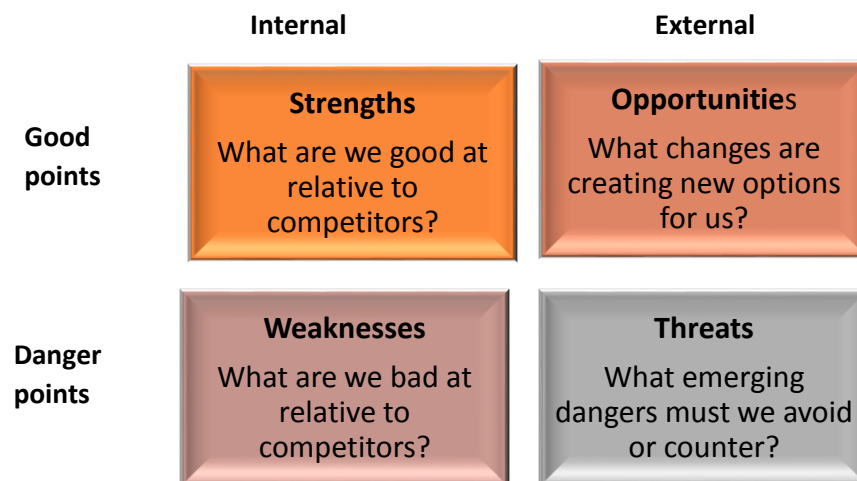 Internal
External
Strengths
What are we good at
relative to
competitors?
Opportunities
What changes are
creating new options
for us?
Good
points
Weaknesses
What are we bad at
relative to
competitors?
Threats
What emerging
dangers must we avoid
or counter?
Danger
points